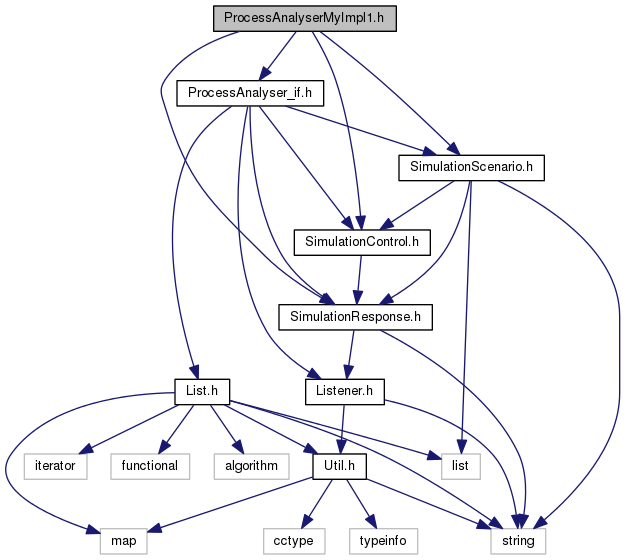 ProcessAnalyserMyImpl1.h
ProcessAnalyser_if.h
SimulationScenario.h
SimulationControl.h
SimulationResponse.h
List.h
Listener.h
iterator
functional
algorithm
Util.h
list
map
cctype
typeinfo
string